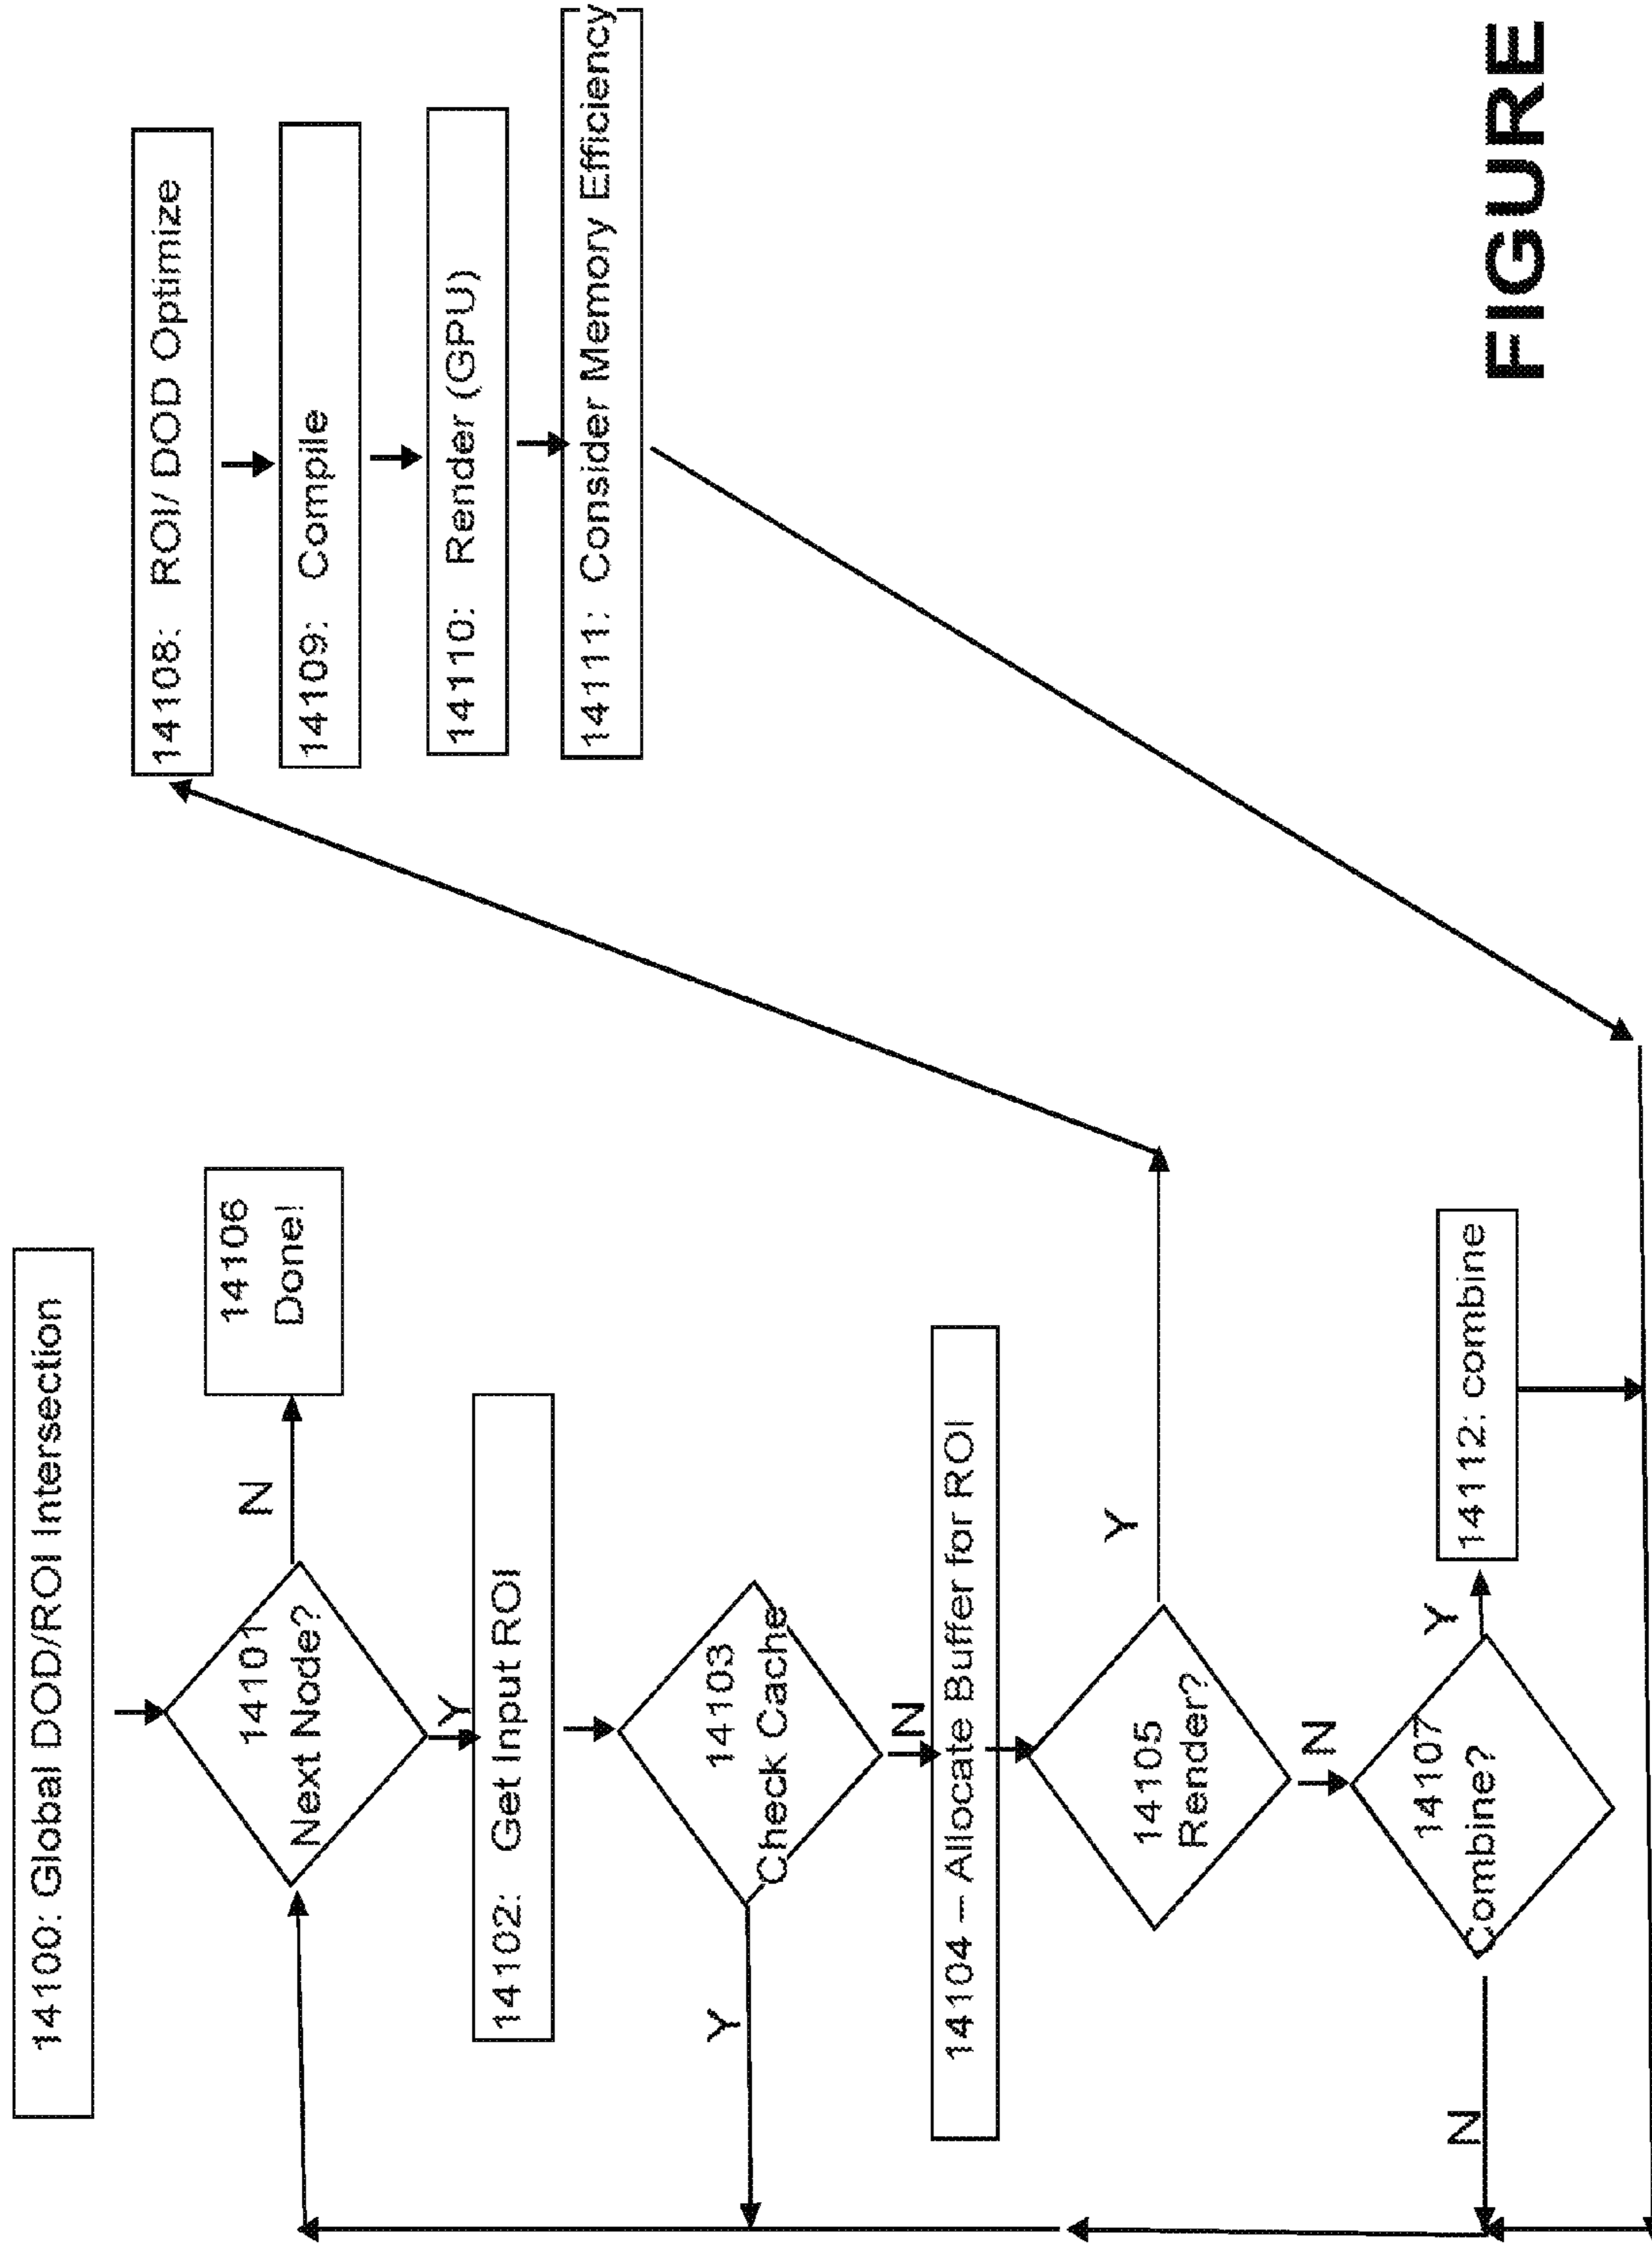 14100: Global DOD/ROI Intersection
14101
Next Node?
N
14106
Done!
Y
14102: Get Input ROI
14103
Check Cache
Y
N
14104 – Allocate Buffer for ROI
14105
Render?
Y
N
14107
Combine?
Y
14112: combine
N
14108: ROI/ DOD Optimize
14109: Compile
14110: Render (GPU)
14111: Consider Memory Efficiency
FIGURE